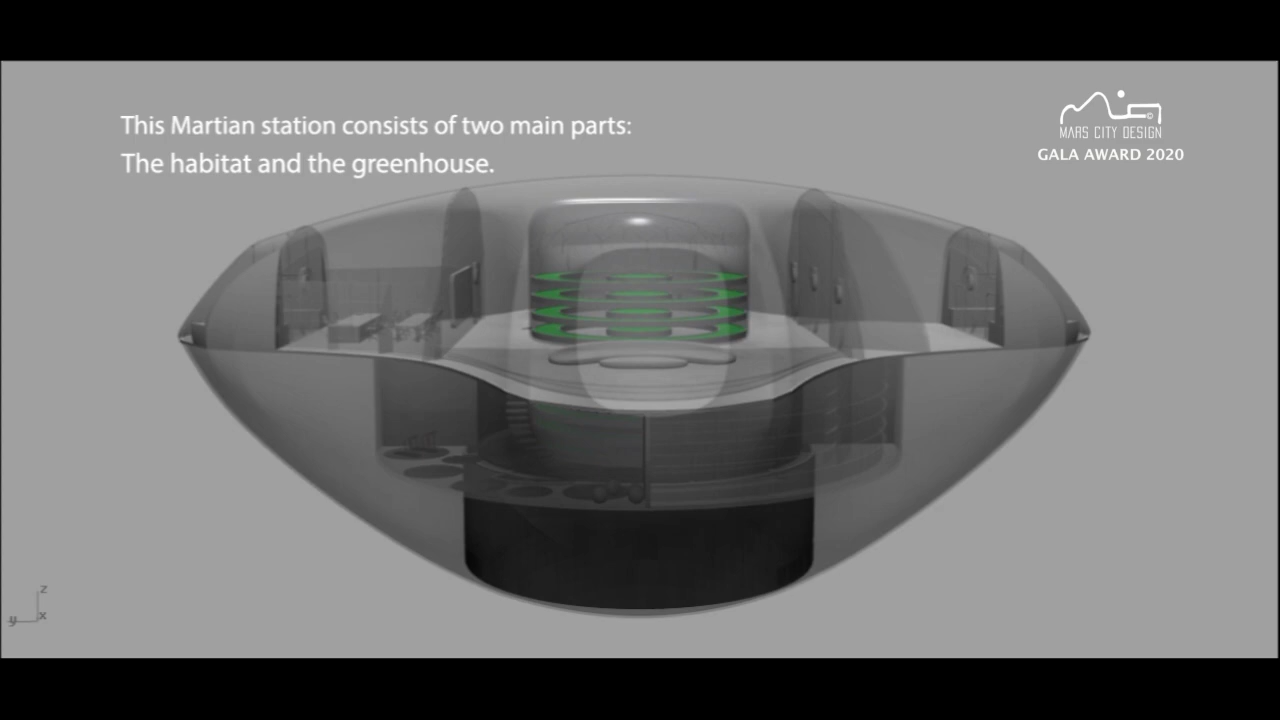 This Martian station consists of two main parts:
The habitat and the greenhouse.
©
MARS CITY DESIGN
GALA AWARD 2020
z
y x